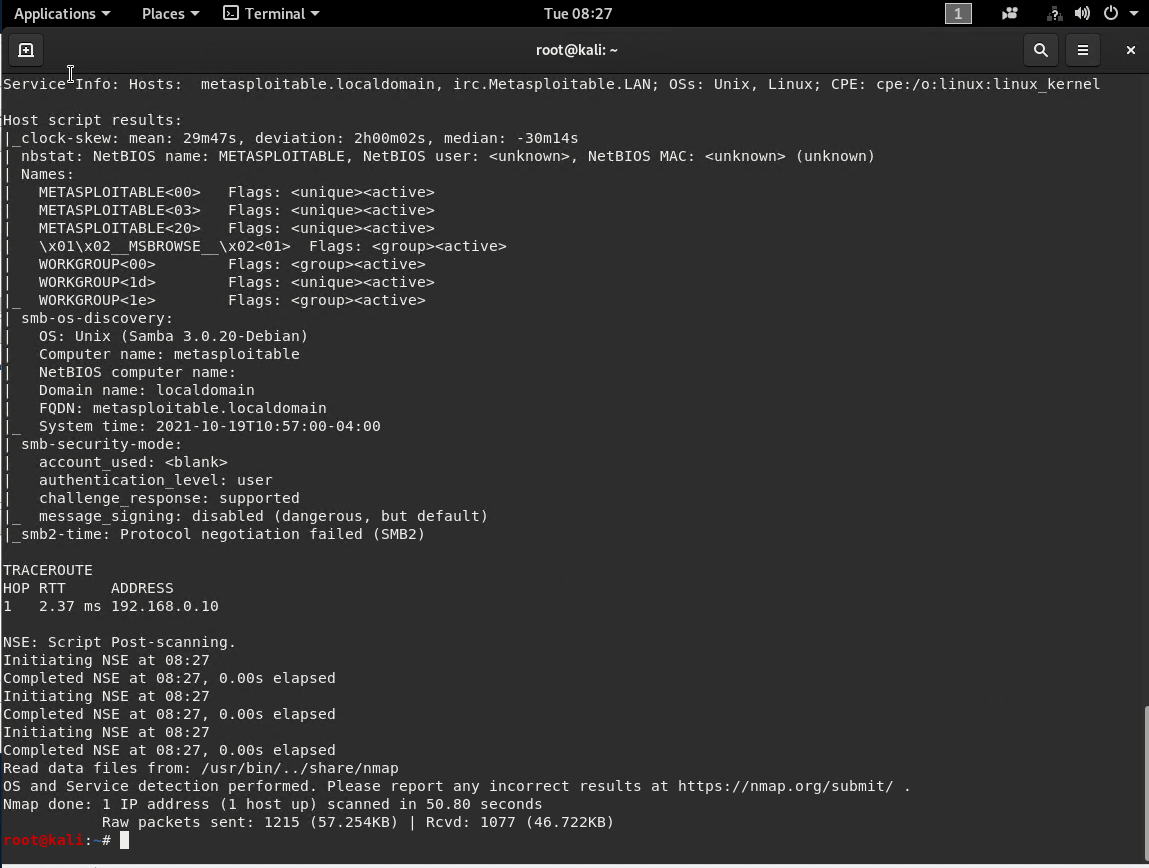 Applications Places Terminal Tue 08:27 1
root@kali: ~
Service Info: Hosts:  metasploitable.localdomain, irc.Metasploitable.LAN; OSs: Unix, Linux; CPE: cpe:/o:linux:linux_kernel
Host script results:
|_clock-skew: mean: 29m47s, deviation: 2h00m02s, median: -30m14s
| nbstat: NetBIOS name: METASPLOITABLE, NetBIOS user: <unknown>, NetBIOS MAC: <unknown> (unknown)
| Names:
|   METASPLOITABLE<00>   Flags: <unique><active>
|   METASPLOITABLE<03>   Flags: <unique><active>
|   METASPLOITABLE<20>   Flags: <unique><active>
|   \x01\x02__MSBROWSE__\x02<01>  Flags: <group><active>
|   WORKGROUP<00>        Flags: <group><active>
|   WORKGROUP<1d>        Flags: <unique><active>
|_  WORKGROUP<1e>        Flags: <group><active>
| smb-os-discovery:
|   OS: Unix (Samba 3.0.20-Debian)
|   Computer name: metasploitable
|   NetBIOS computer name:
|   Domain name: localdomain
|   FQDN: metasploitable.localdomain
|_  System time: 2021-10-19T10:57:00-04:00
| smb-security-mode:
|   account_used: <blank>
|   authentication_level: user
|   challenge_response: supported
|_  message_signing: disabled (dangerous, but default)
|_smb2-time: Protocol negotiation failed (SMB2)
TRACEROUTE
HOP RTT     ADDRESS
1   2.37 ms 192.168.0.10
NSE: Script Post-scanning.
Initiating NSE at 08:27
Completed NSE at 08:27, 0.00s elapsed
Initiating NSE at 08:27
Completed NSE at 08:27, 0.00s elapsed
Initiating NSE at 08:27
Completed NSE at 08:27, 0.00s elapsed
Read data files from: /usr/bin/../share/nmap
OS and Service detection performed. Please report any incorrect results at https://nmap.org/submit/ .
Nmap done: 1 IP address (1 host up) scanned in 50.80 seconds
           Raw packets sent: 1215 (57.254KB) | Rcvd: 1077 (46.722KB)
root@kali:~#